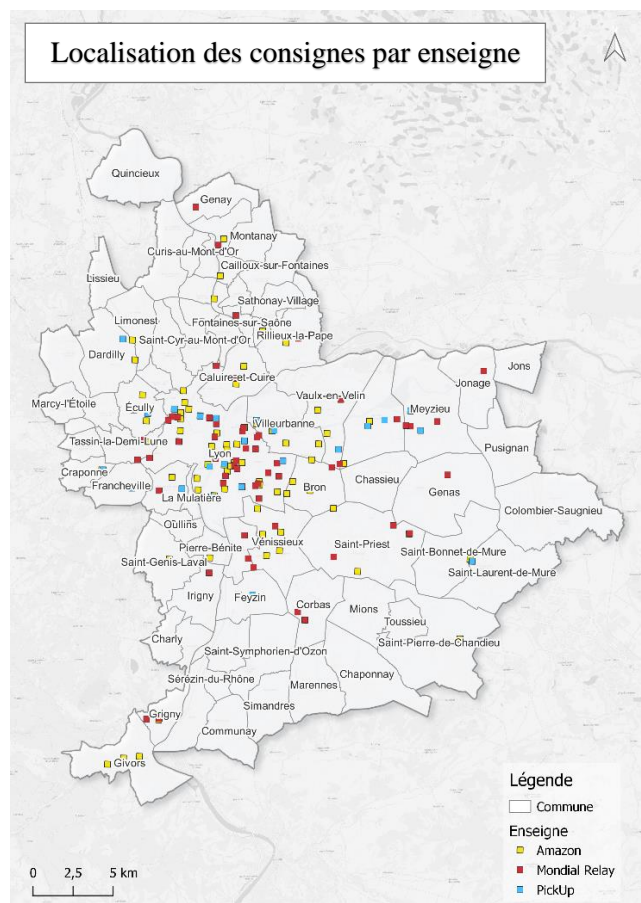 Localisation des consignes par enseigne
Quincieux
Genay
Montanay
Curis-au-Mont-d'Or
Cailloux-sur-Fontaines
Lissieu
Sathonay-Village
Limonest
Fontaines-sur-Saône
Saint-Cyr-au-Mont-d'Or
Rillieux-la-Pape
Dardilly
Jons
Caluire-et-Cuire
Jonage
Vaulx-en-Velin
Marcy-l'Étoile
Écully
Meyzieu
Villeurbanne
Tassin-la-Demi-Lune
Pusignan
Lyon
Craponne
Chassieu
Francheville
Bron
Genas
La Mulatière
Colombier-Saugnieu
Oullins
Vénissieux
Saint-Priest
Pierre-Bénite
Saint-Bonnet-de-Mure
Saint-Genis-Laval
Saint-Laurent-de-Mure
Irigny
Feyzin
Corbas
Mions
Toussieu
Charly
Saint-Pierre-de-Chandieu
Saint-Symphorien-d'Ozon
Chaponnay
Sérézin-du-Rhône
Marennes
Simandres
Grigny
Communay
Givors
Légende
Commune
Enseigne
Amazon
Mondial Relay
PickUp
0 2,5 5 km